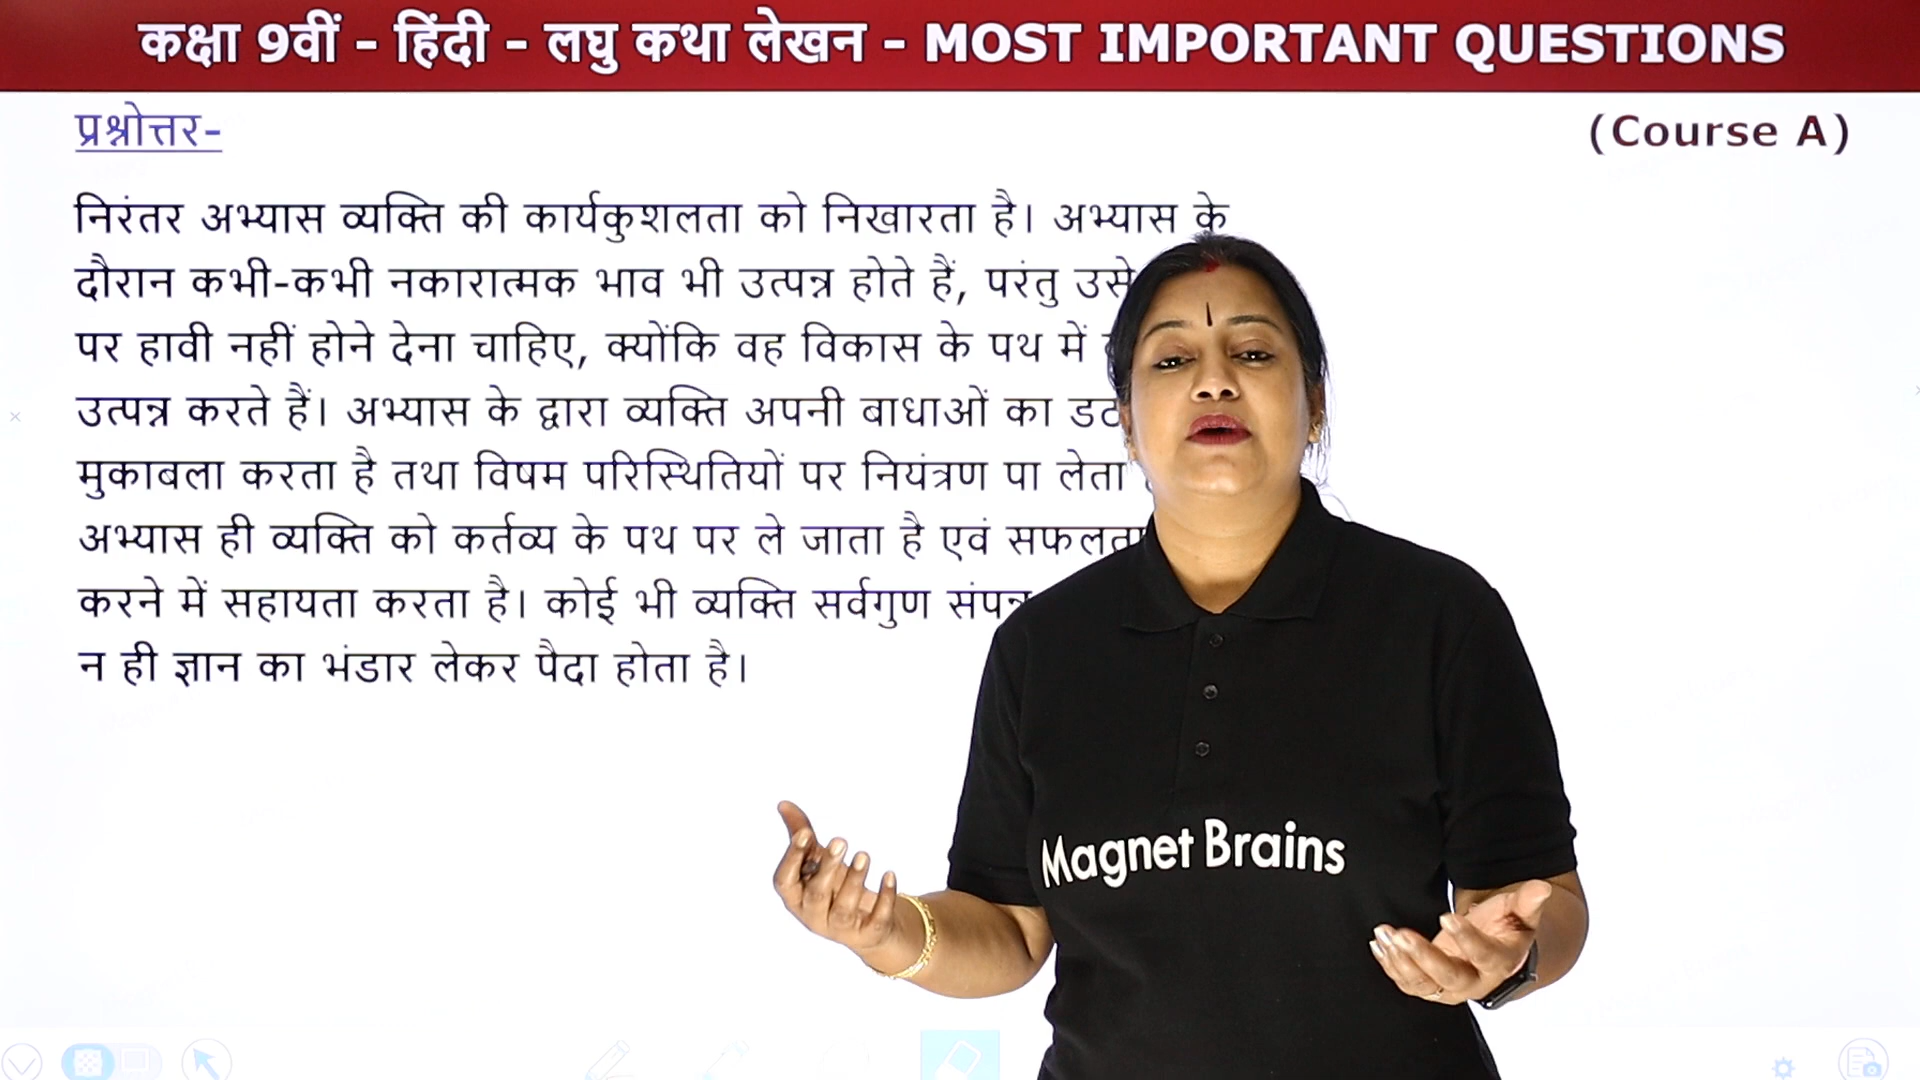 कक्षा 9वीं - हिंदी - लघु कथा लेखन - MOST IMPORTANT QUESTIONS
प्रश्नोत्तर-
(Course A)
निरंतर अभ्यास व्यक्ति की कार्यकुशलता को निखारता है। अभ्यास के
दौरान कभी-कभी नकारात्मक भाव भी उत्पन्न होते हैं, परंतु उसे
पर हावी नहीं होने देना चाहिए, क्योंकि वह विकास के पथ में
उत्पन्न करते हैं। अभ्यास के द्वारा व्यक्ति अपनी बाधाओं का
मुकाबला करता है तथा विषम परिस्थितियों पर नियंत्रण पा लेता
अभ्यास ही व्यक्ति को कर्तव्य के पथ पर ले जाता है एवं सफलता
करने में सहायता करता है। कोई भी व्यक्ति सर्वगुण संपन्न
न ही ज्ञान का भंडार लेकर पैदा होता है।
Magnet Brains